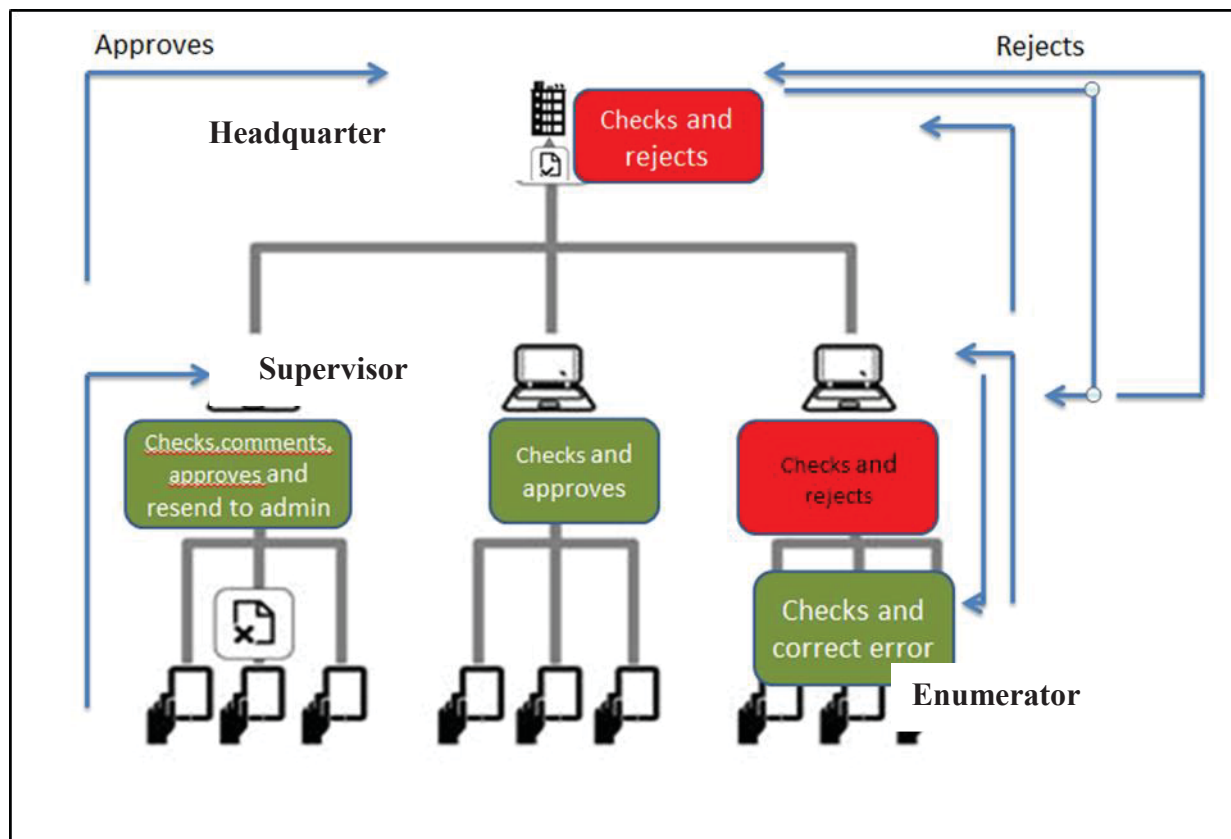 Approves
Rejects
Headquarter
Checks and
rejects
Supervisor
Checks,comments,
approves and
resend to admin
Checks and
approves
Checks and
rejects
Checks and
correct error
Enumerator